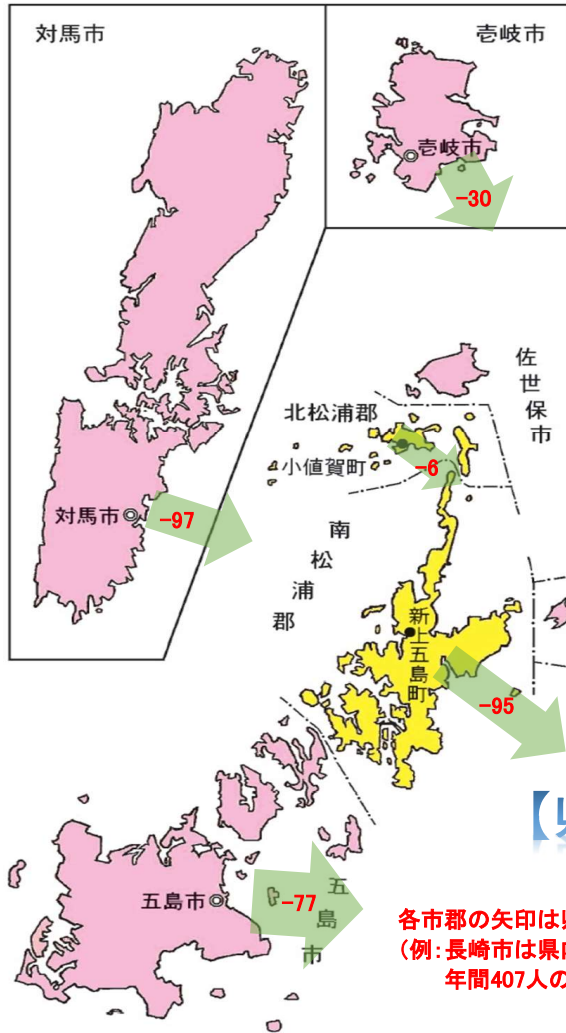 対馬市
壱岐市
壱岐市
-30
佐世保市
北松浦郡
小値賀町
-6
対馬市
-97
南松浦郡
新上五島町
-95
五島市
-77
五島市
【
各市郡の矢印は県
（例：長崎市は県内
年間407人の